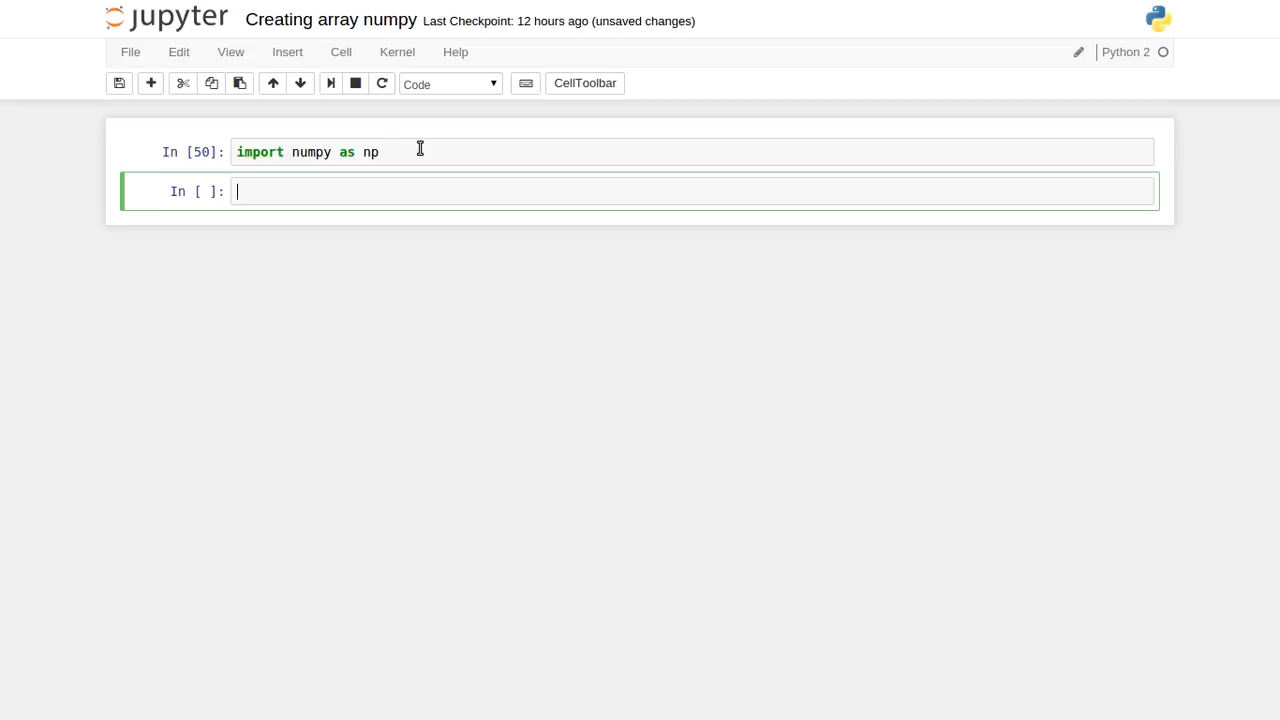 jupyter Creating array numpy Last Checkpoint: 12 hours ago (unsaved changes)
File Edit View Insert Cell Kernel Help Python 2
Code CellToolbar
In [50]: import numpy as np
In [ ]: